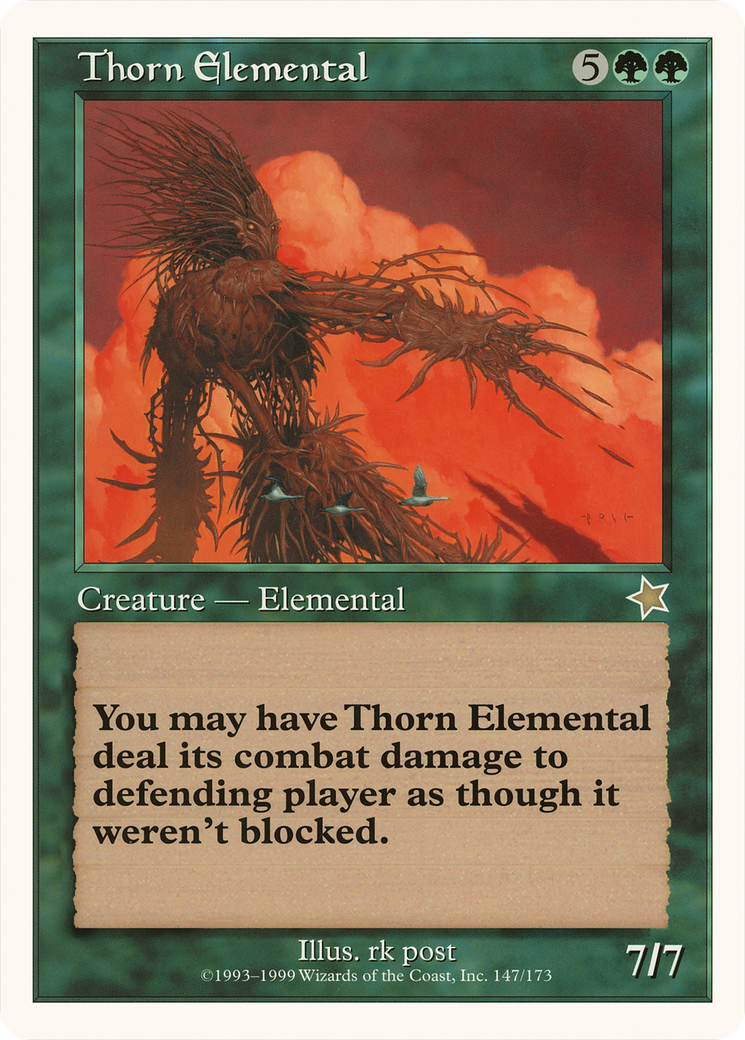 Thorn Elemental 5
Creature — Elemental
You may have Thorn Elemental
deal its combat damage to
defending player as though it
weren't blocked.
Illus. rk post
©1993–1999 Wizards of the Coast, Inc. 147/173
7/7